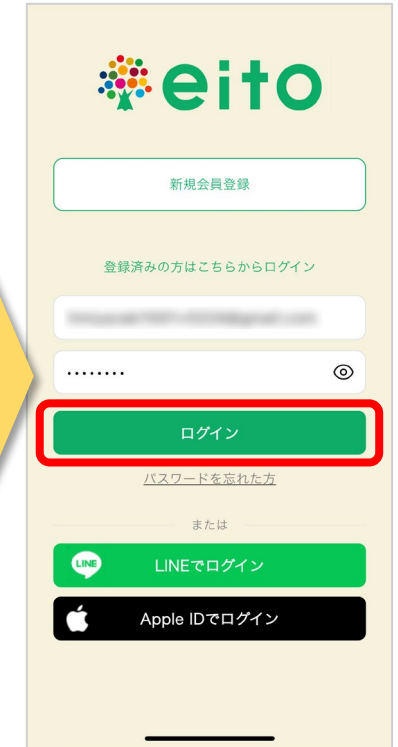 eito
新規会員登録
登録済みの方はこちらからログイン
ログイン
パスワードを忘れた方
または
LINE
LINEでログイン
Apple IDでログイン